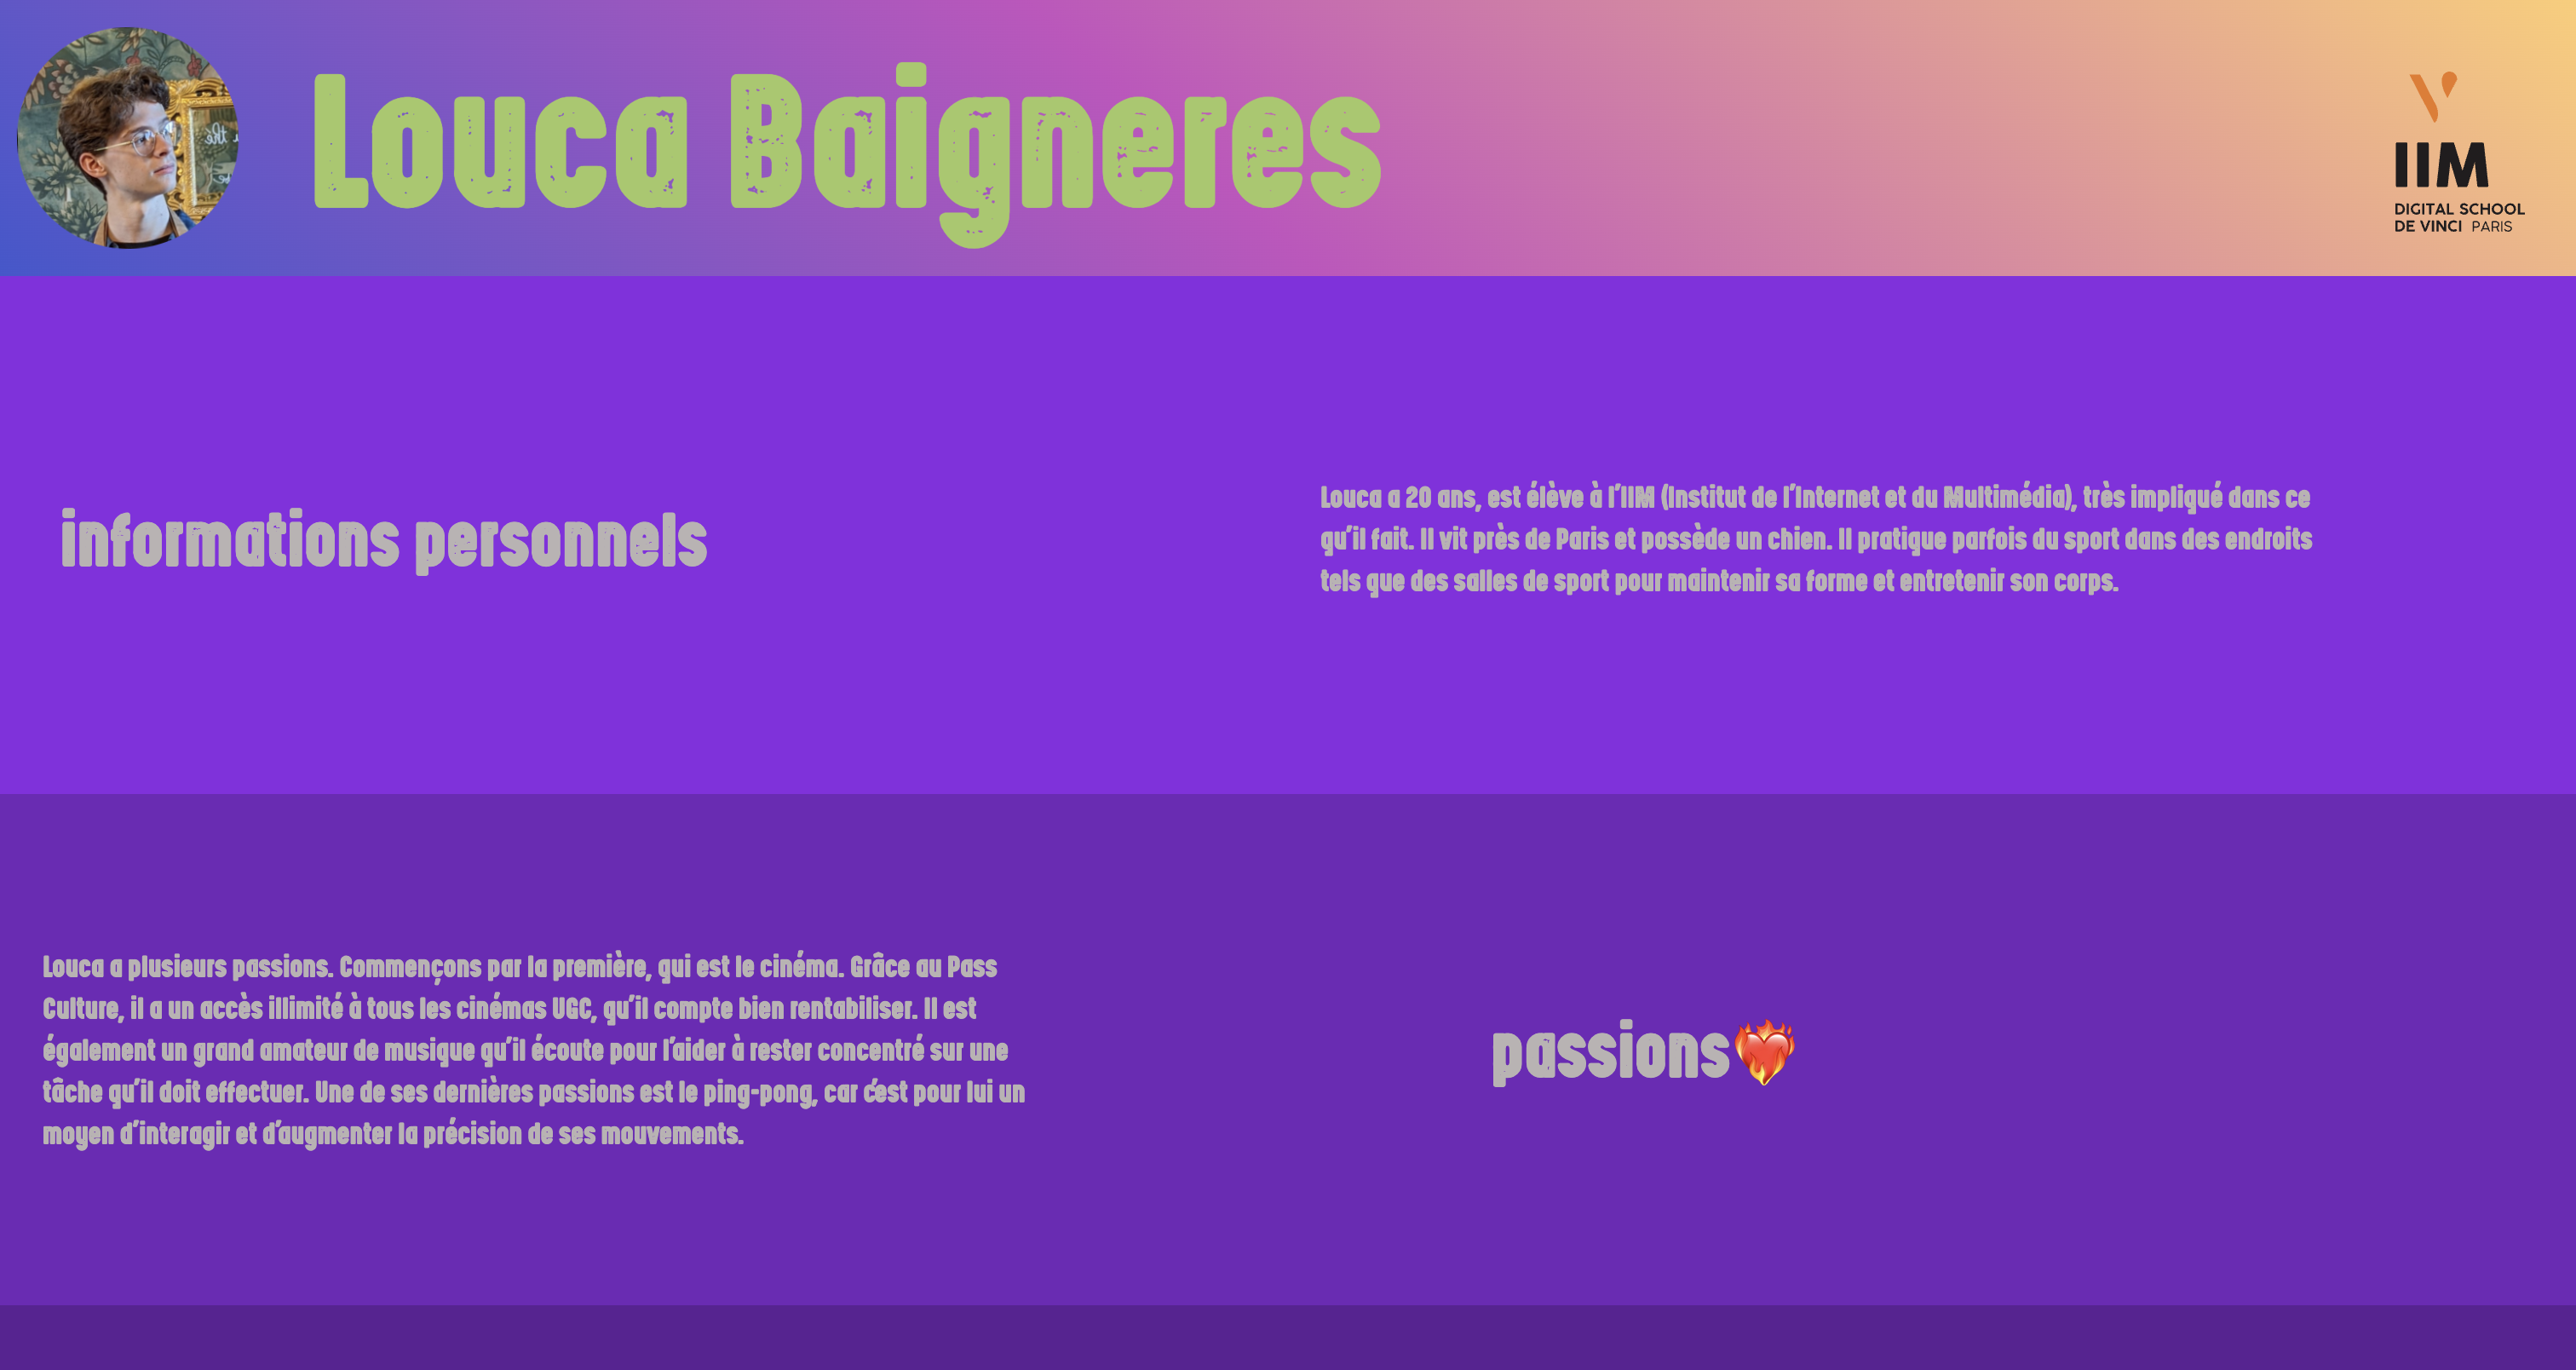 Louca Baigneres
IIM
DIGITAL SCHOOL
DE VINCI PARIS
informations personnels
Louca a 20 ans, est élève à l'IIM (Institut de l'Internet et du Multimédia), très impliqué dans ce
qu'il fait. Il vit près de Paris et possède un chien. Il pratique parfois du sport dans des endroits
tels que des salles de sport pour maintenir sa forme et entretenir son corps.
Louca a plusieurs passions. Commençons par la première, qui est le cinéma. Grâce au Pass
Culture, il a un accès illimité à tous les cinémas UGC, qu'il compte bien rentabiliser. Il est
également un grand amateur de musique qu'il écoute pour l'aider à rester concentré sur une
tâche qu'il doit effectuer. Une de ses dernières passions est le ping-pong, car c'est pour lui un
moyen d'interagir et d'augmenter la précision de ses mouvements.
passions❤️‍🔥